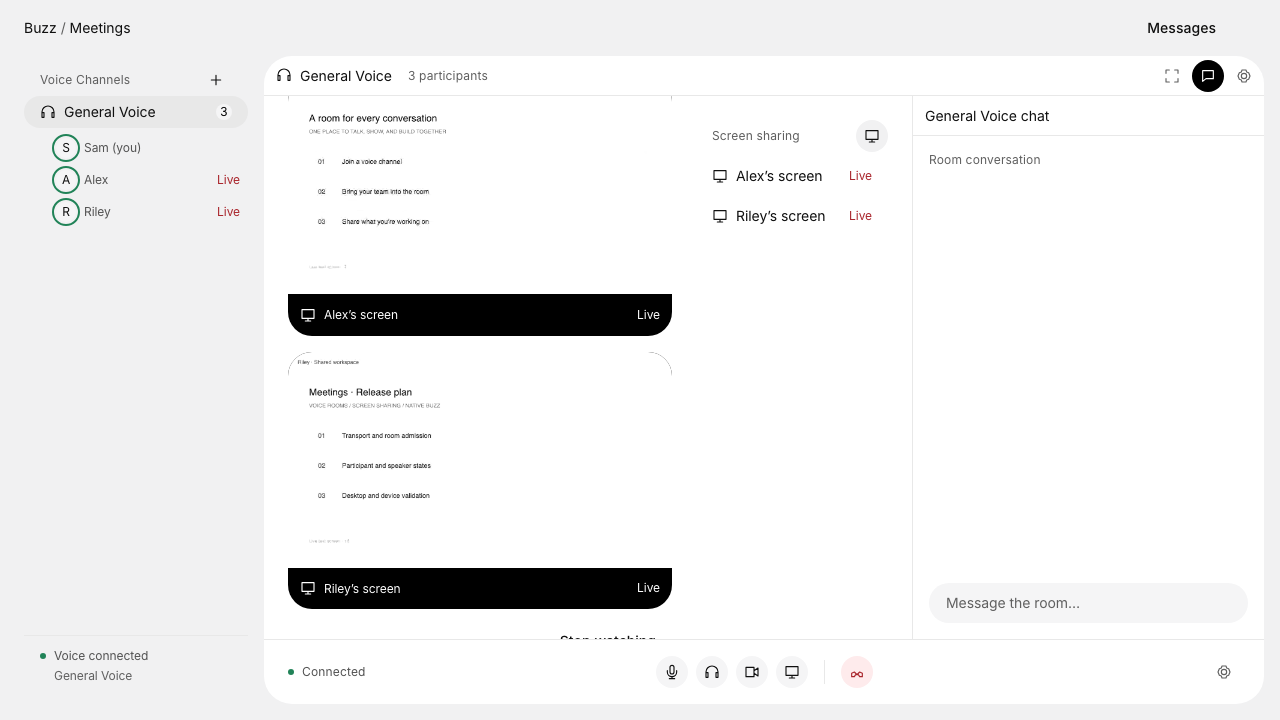 Buzz / Meetings
Messages
Voice Channels
General Voice
3
S
Sam (you)
A
Alex
Live
R
Riley
Live
General Voice
3 participants
A room for every conversation
ONE PLACE TO TALK, SHOW, AND BUILD TOGETHER
01 Join a voice channel
02 Bring your team into the room
03 Share what you're working on
Alex's screen
Live
Riley · Shared workspace
Meetings · Release plan
VOICE ROOMS / SCREEN SHARING / NATIVE BUZZ
01 Transport and room admission
02 Participant and speaker states
03 Desktop and device validation
Riley's screen
Live
Stop watching
Screen sharing
Alex's screen
Live
Riley's screen
Live
General Voice chat
Room conversation
Message the room...
Voice connected
General Voice
Connected